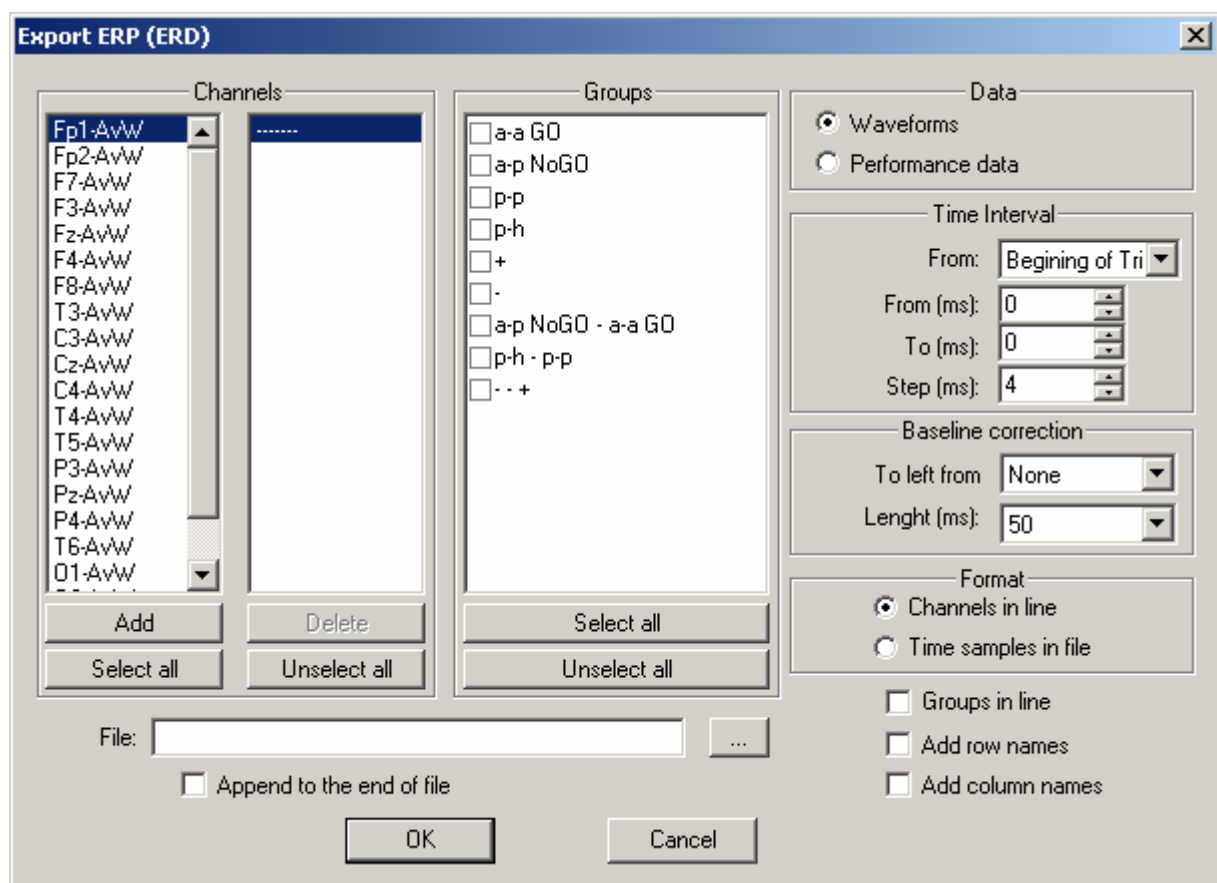 Export ERP (ERD)
Channels
Fp1-AvW
Fp2-AvW
F7-AvW
F3-AvW
Fz-AvW
F4-AvW
F8-AvW
T3-AvW
C3-AvW
Cz-AvW
C4-AvW
T4-AvW
T5-AvW
P3-AvW
Pz-AvW
P4-AvW
T6-AvW
O1-AvW
-------
Add
Delete
Select all
Unselect all
Groups
a-a GO
a-p NoGO
p-p
p-h
+
-
a-p NoGO - a-a GO
p-h - p-p
- - +
Select all
Unselect all
Data
Waveforms
Performance data
Time Interval
From: Begining of Tri
From (ms): 0
To (ms): 0
Step (ms): 4
Baseline correction
To left from None
Lenght (ms): 50
Format
Channels in line
Time samples in file
Groups in line
Add row names
Add column names
File: ...
Append to the end of file
OK
Cancel